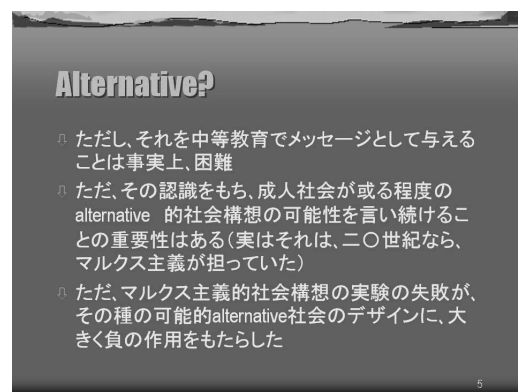 Alternative?
ただし、それを中等教育でメッセージとして与える
ことは事実上、困難
ただ、その認識をもち、成人社会が或る程度の
alternative 的社会構想の可能性を言い続けるこ
との重要性はある（実はそれは、二〇世紀なら、
マルクス主義が担っていた）
ただ、マルクス主義的社会構想の実験の失敗が、
その種の可能的alternative社会のデザインに、大
きく負の作用をもたらした
5